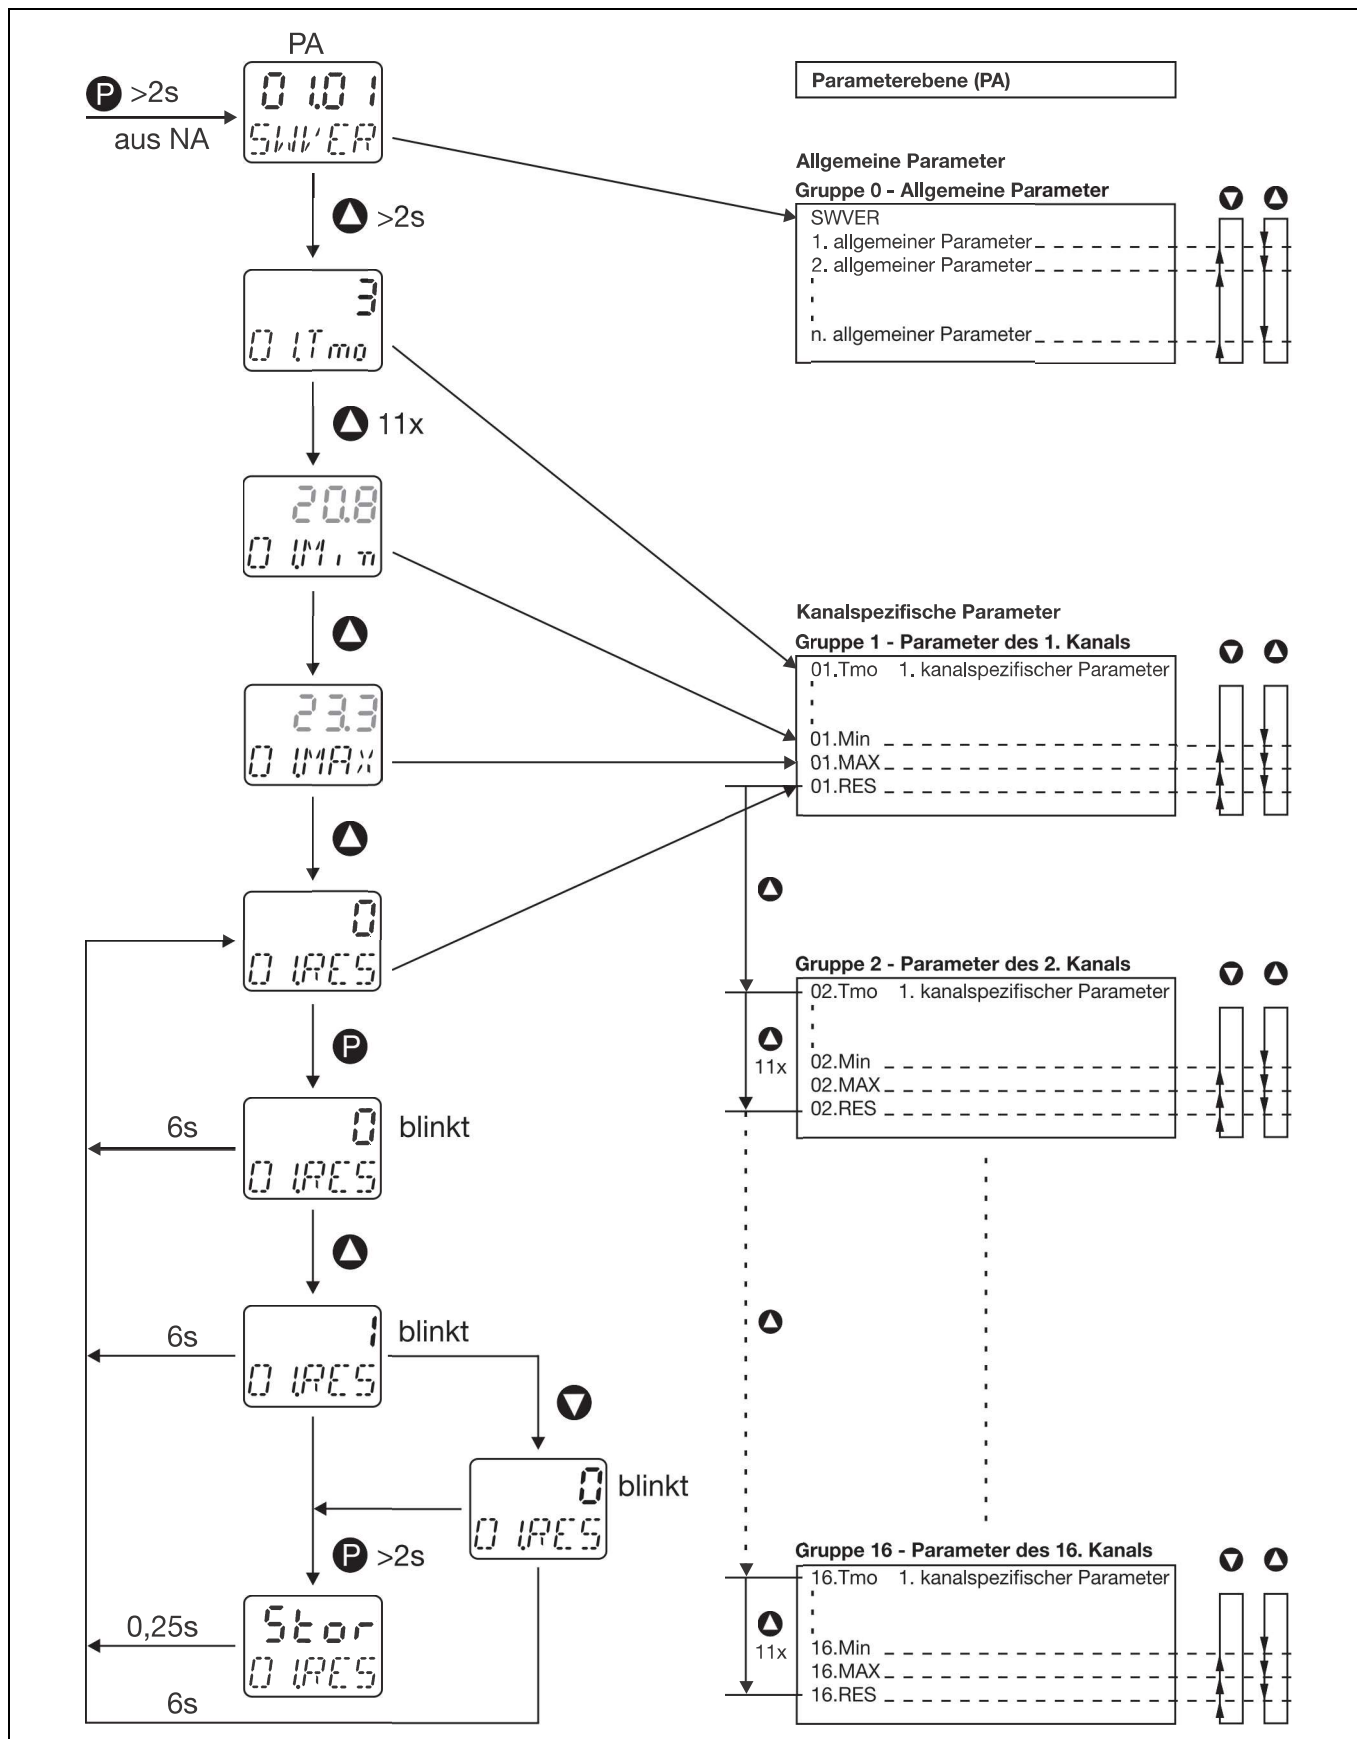 PA
01.01
SWVER
P >2s
aus NA
>2s
3
01.Tmo
11x
20.8
01.Min
23.3
01.MAX
0
01.RES
P
0
01.RES
blinkt
6s
1
01.RES
blinkt
6s
0
01.RES
blinkt
P >2s
Stor
01.RES
0,25s
6s
Parameterebene (PA)
Allgemeine Parameter
Gruppe 0 - Allgemeine Parameter
SWVER
1. allgemeiner Parameter
2. allgemeiner Parameter
n. allgemeiner Parameter
Kanalspezifische Parameter
Gruppe 1 - Parameter des 1. Kanals
01.Tmo 1. kanalspezifischer Parameter
01.Min
01.MAX
01.RES
Gruppe 2 - Parameter des 2. Kanals
02.Tmo 1. kanalspezifischer Parameter
11x
02.Min
02.MAX
02.RES
Gruppe 16 - Parameter des 16. Kanals
16.Tmo 1. kanalspezifischer Parameter
11x
16.Min
16.MAX
16.RES